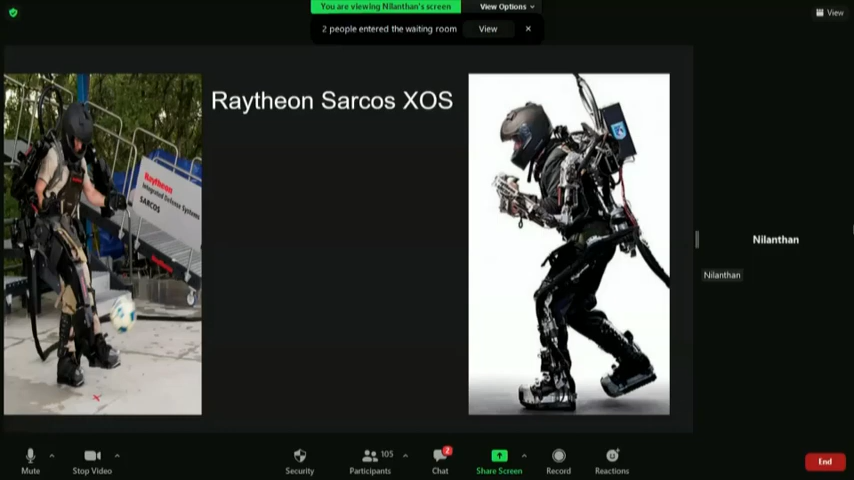 You are viewing Nilanthan's screen
View Options
View
2 people entered the waiting room
View
Raytheon Sarcos XOS
Raytheon
Integrated Defense Systems
SARCOS
Raytheon
Nilanthan
Nilanthan
Mute
Stop Video
Security
105
Participants
2
Chat
Share Screen
Record
Reactions
End